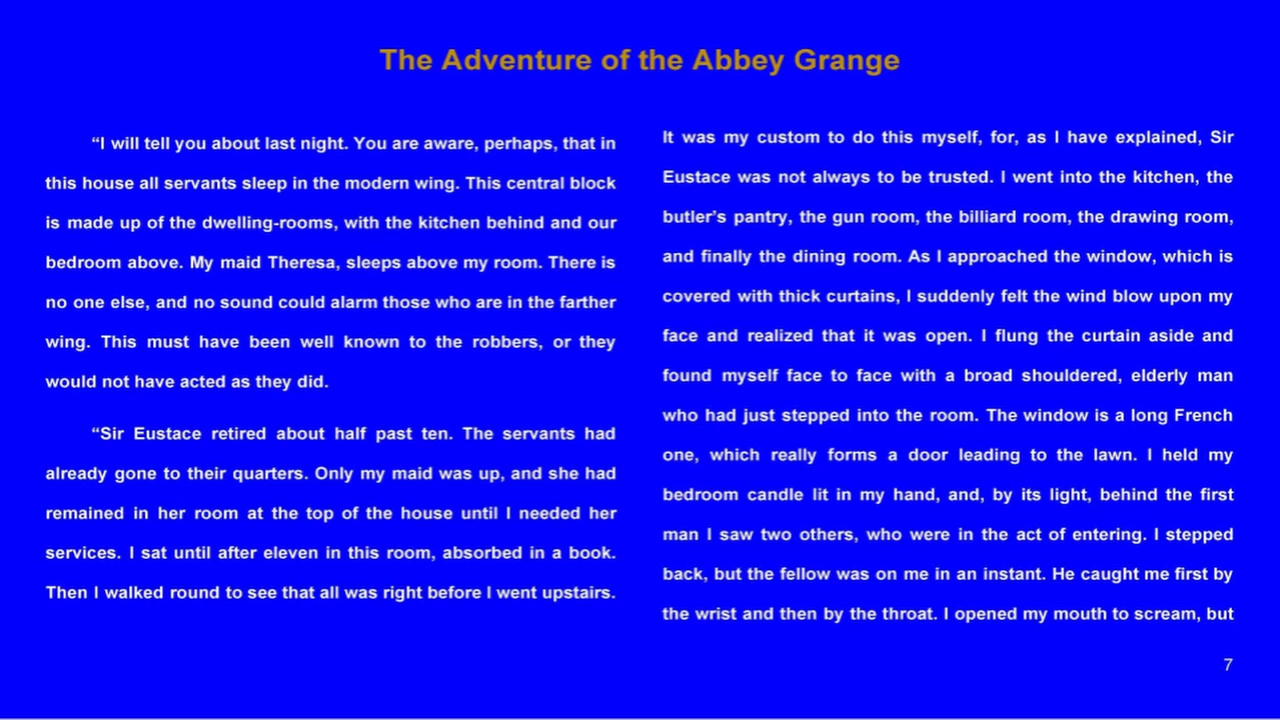 The Adventure of the Abbey Grange
“I will tell you about last night. You are aware, perhaps, that in
this house all servants sleep in the modern wing. This central block
is made up of the dwelling-rooms, with the kitchen behind and our
bedroom above. My maid Theresa, sleeps above my room. There is
no one else, and no sound could alarm those who are in the farther
wing. This must have been well known to the robbers, or they
would not have acted as they did.
“Sir Eustace retired about half past ten. The servants had
already gone to their quarters. Only my maid was up, and she had
remained in her room at the top of the house until I needed her
services. I sat until after eleven in this room, absorbed in a book.
Then I walked round to see that all was right before I went upstairs.
It was my custom to do this myself, for, as I have explained, Sir
Eustace was not always to be trusted. I went into the kitchen, the
butler’s pantry, the gun room, the billiard room, the drawing room,
and finally the dining room. As I approached the window, which is
covered with thick curtains, I suddenly felt the wind blow upon my
face and realized that it was open. I flung the curtain aside and
found myself face to face with a broad shouldered, elderly man
who had just stepped into the room. The window is a long French
one, which really forms a door leading to the lawn. I held my
bedroom candle lit in my hand, and, by its light, behind the first
man I saw two others, who were in the act of entering. I stepped
back, but the fellow was on me in an instant. He caught me first by
the wrist and then by the throat. I opened my mouth to scream, but
7